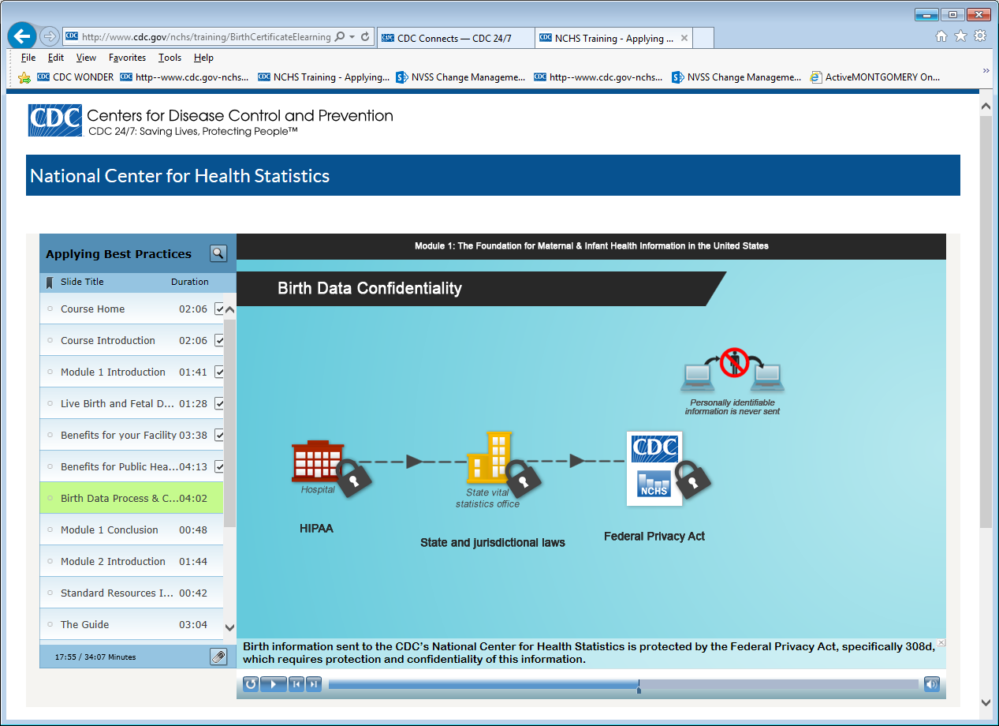 http://www.cdc.gov/nchs/training/BirthCertificateElearning
CDC Connects — CDC 24/7
NCHS Training - Applying ...
File Edit View Favorites Tools Help
CDC WONDER
http--www.cdc.gov-nchs...
NCHS Training - Applying...
NVSS Change Manageme...
http--www.cdc.gov-nchs...
NVSS Change Manageme...
ActiveMONTGOMERY On...
CDC
Centers for Disease Control and Prevention
CDC 24/7: Saving Lives, Protecting People™
National Center for Health Statistics
Applying Best Practices
Slide Title Duration
Course Home 02:06
Course Introduction 02:06
Module 1 Introduction 01:41
Live Birth and Fetal D... 01:28
Benefits for your Facility 03:38
Benefits for Public Hea... 04:13
Birth Data Process & C... 04:02
Module 1 Conclusion 00:48
Module 2 Introduction 01:44
Standard Resources I... 00:42
The Guide 03:04
17:55 / 34:07 Minutes
Module 1: The Foundation for Maternal & Infant Health Information in the United States
Birth Data Confidentiality
Personally identifiable
information is never sent
Hospital
HIPAA
State vital
statistics office
State and jurisdictional laws
CDC
NCHS
Federal Privacy Act
Birth information sent to the CDC's National Center for Health Statistics is protected by the Federal Privacy Act, specifically 308d,
which requires protection and confidentiality of this information.